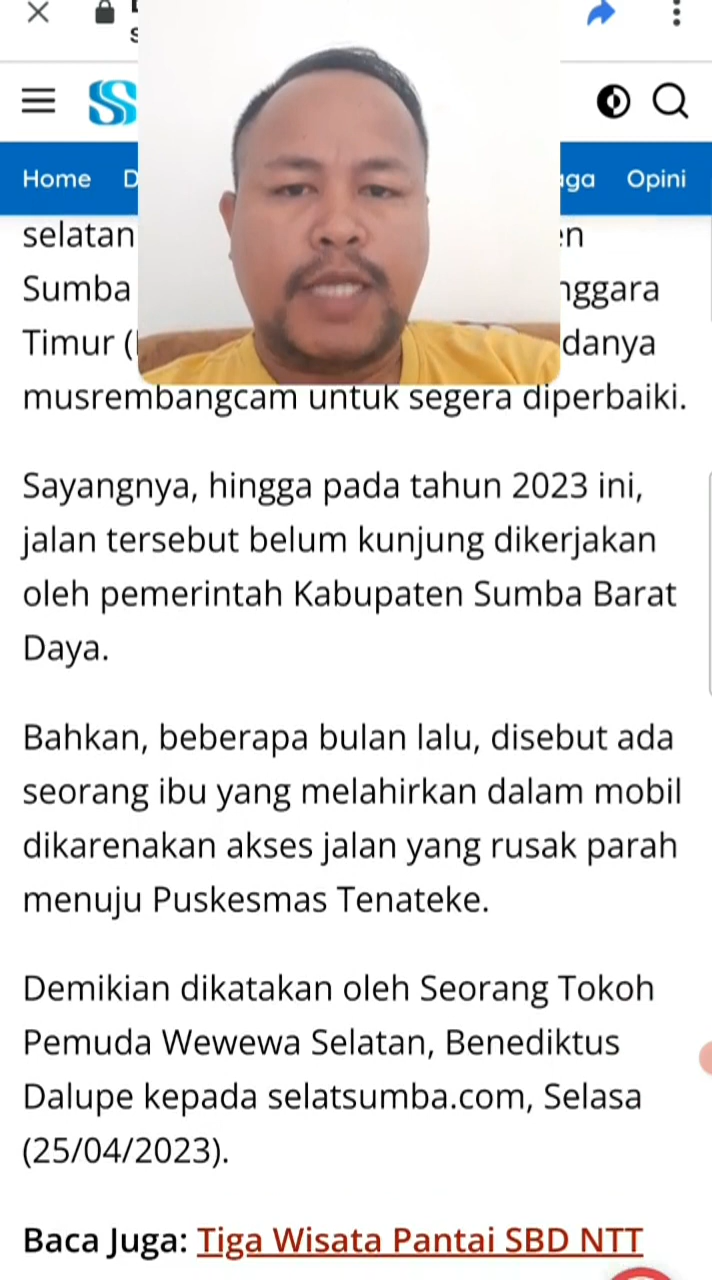 Home
Opini
selatan
Sumba
Timur (
musrembangcam untuk segera diperbaiki.
Sayangnya, hingga pada tahun 2023 ini,
jalan tersebut belum kunjung dikerjakan
oleh pemerintah Kabupaten Sumba Barat
Daya.
Bahkan, beberapa bulan lalu, disebut ada
seorang ibu yang melahirkan dalam mobil
dikarenakan akses jalan yang rusak parah
menuju Puskesmas Tenateke.
Demikian dikatakan oleh Seorang Tokoh
Pemuda Wewewa Selatan, Benediktus
Dalupe kepada selatsumba.com, Selasa
(25/04/2023).
Baca Juga: Tiga Wisata Pantai SBD NTT